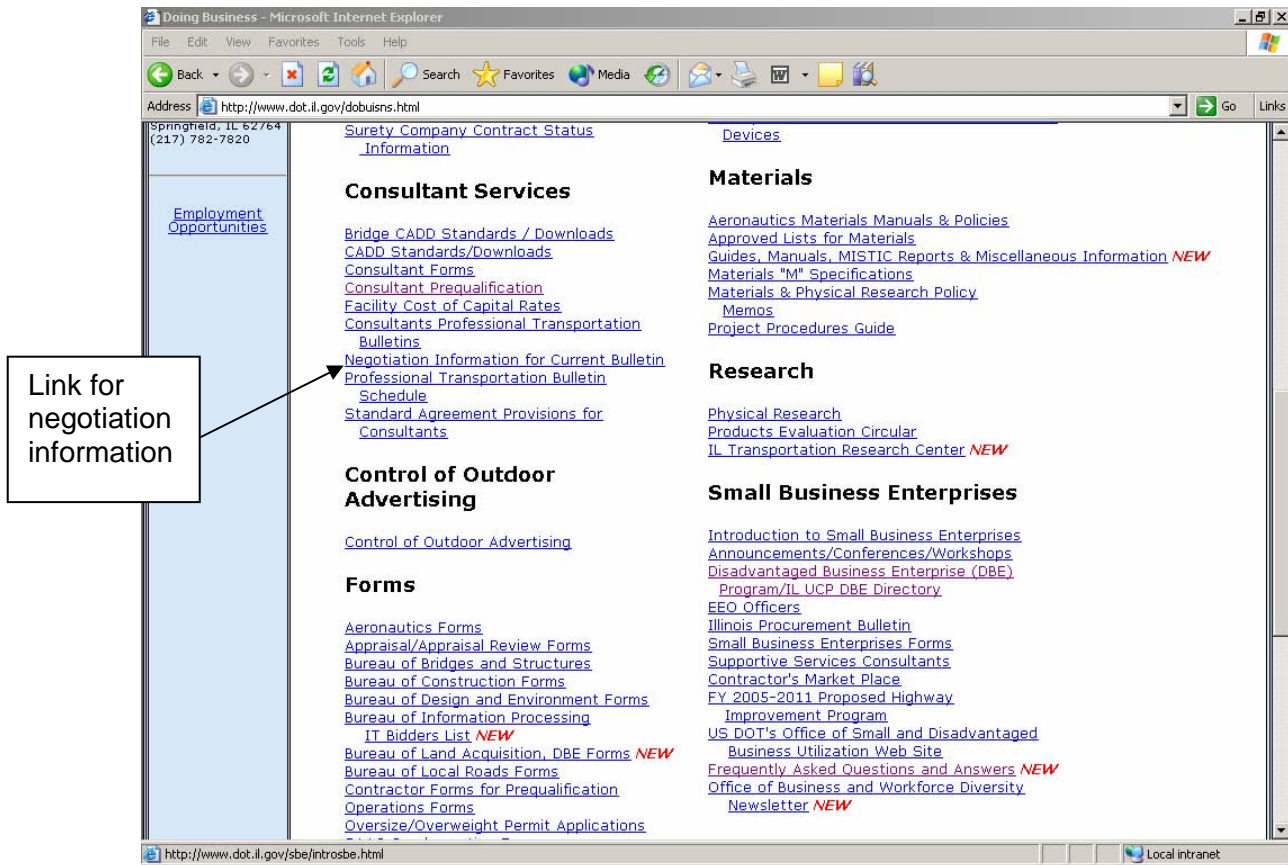 Doing Business - Microsoft Internet Explorer
File Edit View Favorites Tools Help
Back Search Favorites Media
Address http://www.dot.il.gov/dobuisns.html Go Links
Springfield, IL 62764
(217) 782-7820
Employment
Opportunities
Link for
negotiation
information
Surety Company Contract Status
Information
Consultant Services
Bridge CADD Standards / Downloads
CADD Standards/Downloads
Consultant Forms
Consultant Prequalification
Facility Cost of Capital Rates
Consultants Professional Transportation
Bulletins
Negotiation Information for Current Bulletin
Professional Transportation Bulletin
Schedule
Standard Agreement Provisions for
Consultants
Control of Outdoor
Advertising
Control of Outdoor Advertising
Forms
Aeronautics Forms
Appraisal/Appraisal Review Forms
Bureau of Bridges and Structures
Bureau of Construction Forms
Bureau of Design and Environment Forms
Bureau of Information Processing
IT Bidders List NEW
Bureau of Land Acquisition, DBE Forms NEW
Bureau of Local Roads Forms
Contractor Forms for Prequalification
Operations Forms
Oversize/Overweight Permit Applications
Devices
Materials
Aeronautics Materials Manuals & Policies
Approved Lists for Materials
Guides, Manuals, MISTIC Reports & Miscellaneous Information NEW
Materials "M" Specifications
Materials & Physical Research Policy
Memos
Project Procedures Guide
Research
Physical Research
Products Evaluation Circular
IL Transportation Research Center NEW
Small Business Enterprises
Introduction to Small Business Enterprises
Announcements/Conferences/Workshops
Disadvantaged Business Enterprise (DBE)
Program/IL UCP DBE Directory
EEO Officers
Illinois Procurement Bulletin
Small Business Enterprises Forms
Supportive Services Consultants
Contractor's Market Place
FY 2005-2011 Proposed Highway
Improvement Program
US DOT's Office of Small and Disadvantaged
Business Utilization Web Site
Frequently Asked Questions and Answers NEW
Office of Business and Workforce Diversity
Newsletter NEW
http://www.dot.il.gov/sbe/introsbe.html Local intranet